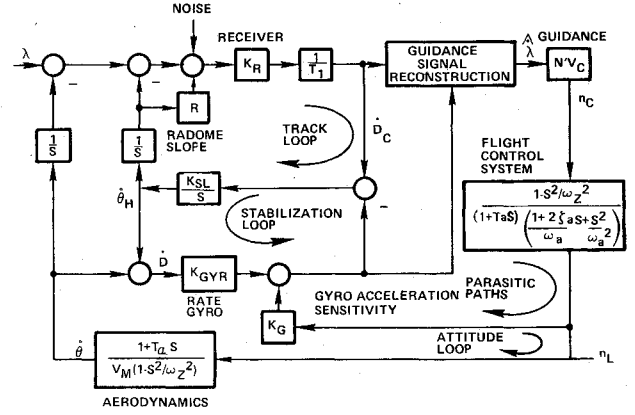 NOISE
RECEIVER
GUIDANCE
λ
−
−
K_R
1/T_1
GUIDANCE
SIGNAL
RECONSTRUCTION
λ̂
N'V_C
R
n_C
1/S
1/S
RADOME
SLOPE
TRACK
LOOP
Ḋ_C
FLIGHT
CONTROL
SYSTEM
θ̇_H
K_SL/S
STABILIZATION
LOOP
−
1-S²/ω_Z²
(1+TaS) (1+2ζaS/ω_a+S²/ω_a²)
Ḋ
K_GYR
RATE
GYRO
GYRO ACCELERATION
SENSITIVITY
PARASITIC
PATHS
K_G
ATTITUDE
LOOP
θ̇
1+T_α S
V_M(1-S²/ω_Z²)
n_L
AERODYNAMICS